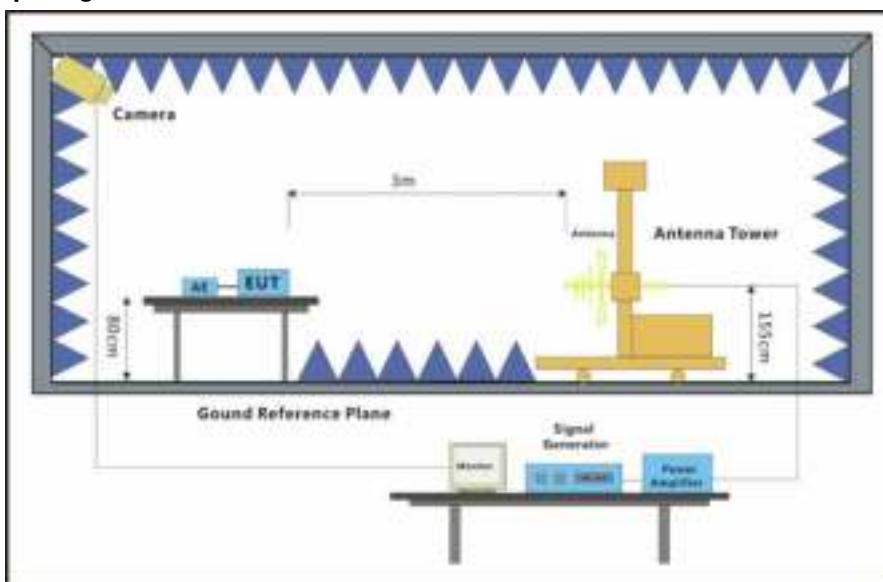 Camera
3m
Antenna
Antenna Tower
AE
EUT
80cm
155cm
Gound Reference Plane
Signal
Generator
Monitor
Power
Amplifier